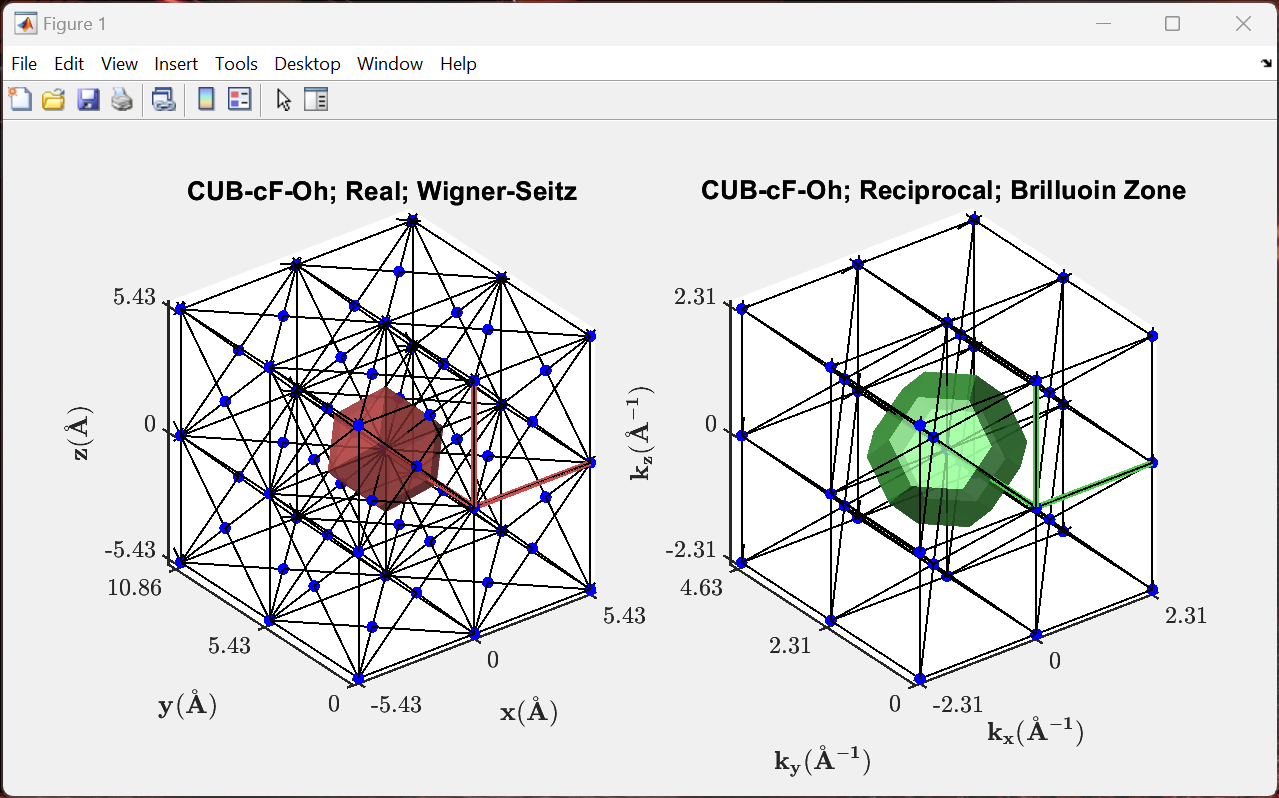 Figure 1
File Edit View Insert Tools Desktop Window Help
CUB-cF-Oh; Real; Wigner-Seitz
5.43
0
-5.43
z(Å)
10.86
5.43
0
y(Å)
-5.43
0
5.43
x(Å)
CUB-cF-Oh; Reciprocal; Brilluoin Zone
2.31
0
-2.31
k_z(Å⁻¹)
4.63
2.31
0
k_y(Å⁻¹)
-2.31
0
2.31
k_x(Å⁻¹)